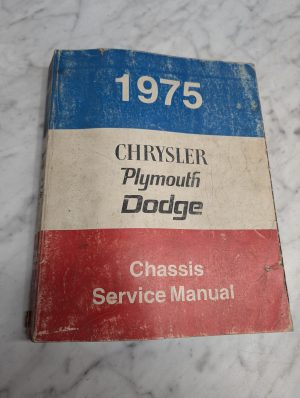 1975
CHRYSLER
Plymouth
Dodge
Chassis
Service Manual